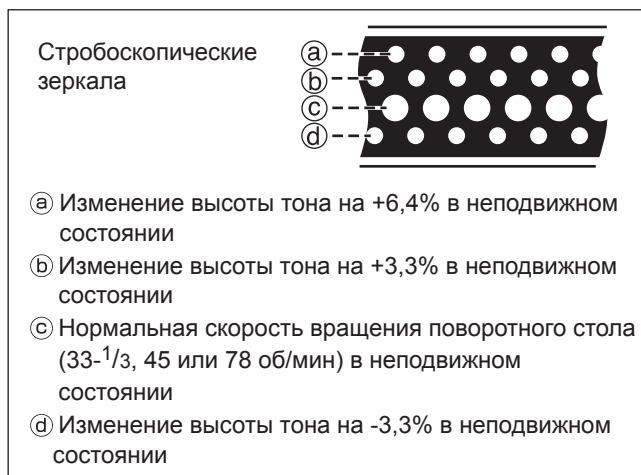 Стробоскопические
зеркала
ⓐ
ⓑ
ⓒ
ⓓ
ⓐ Изменение высоты тона на +6,4% в неподвижном
состоянии
ⓑ Изменение высоты тона на +3,3% в неподвижном
состоянии
ⓒ Нормальная скорость вращения поворотного стола
(33-1/3, 45 или 78 об/мин) в неподвижном
состоянии
ⓓ Изменение высоты тона на -3,3% в неподвижном
состоянии